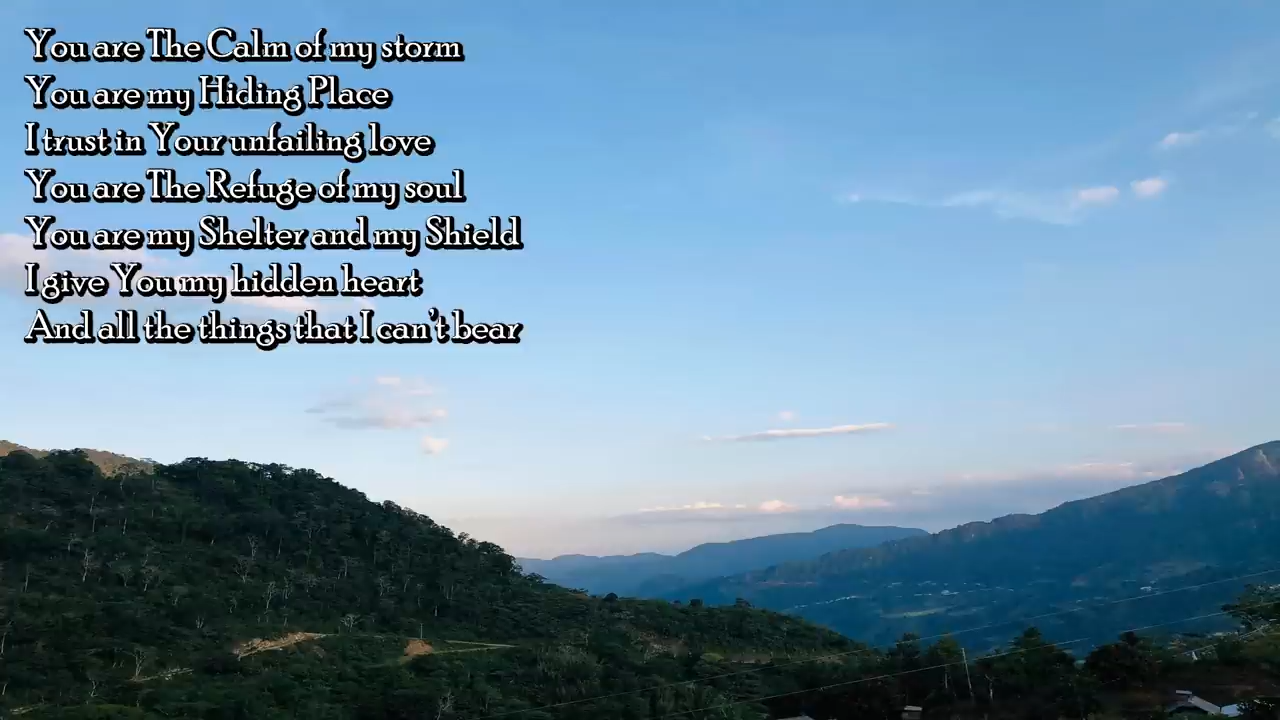 You are The Calm of my storm
You are my Hiding Place
I trust in Your unfailing love
You are The Refuge of my soul
You are my Shelter and my Shield
I give You my hidden heart
And all the things that I can't bear